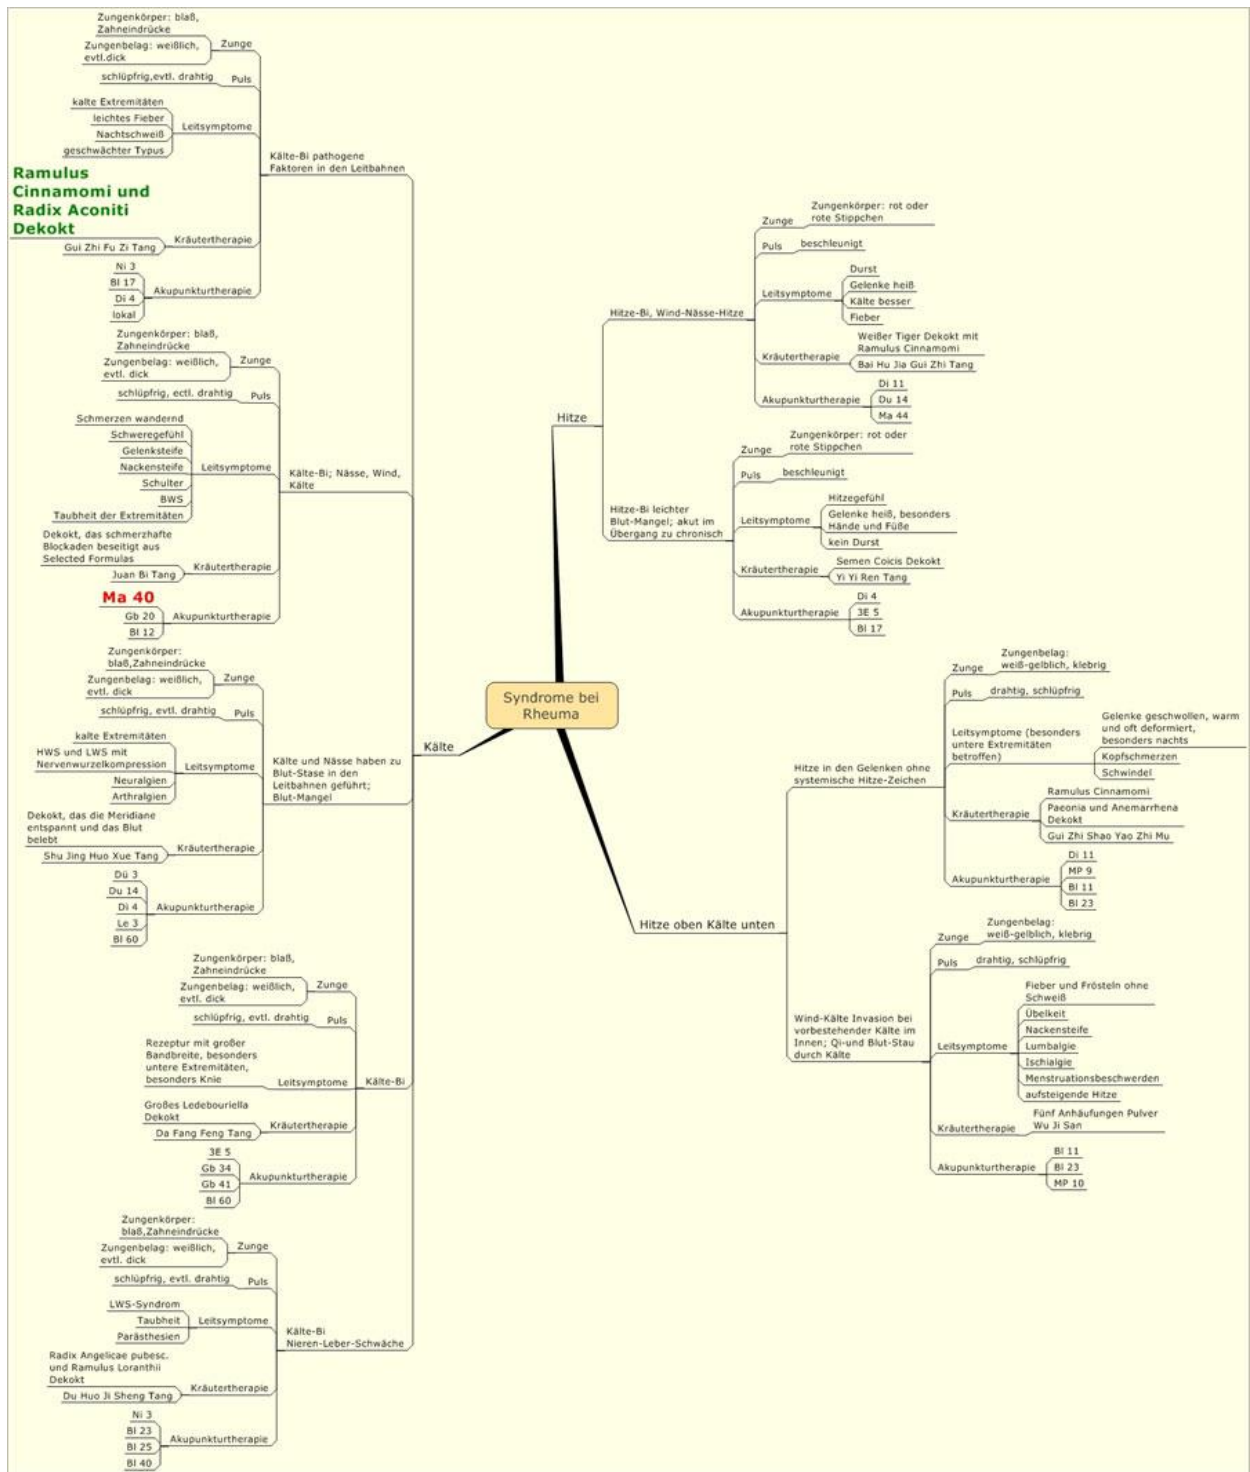 Syndrome bei
Rheuma
Kälte
Kälte-Bi pathogene
Faktoren in den Leitbahnen
Zunge
Zungenkörper: blaß,
Zahneindrücke
Zungenbelag: weißlich,
evtl.dick
Puls
schlüpfrig,evtl. drahtig
Leitsymptome
kalte Extremitäten
leichtes Fieber
Nachtschweiß
geschwächter Typus
Kräutertherapie
Ramulus
Cinnamomi und
Radix Aconiti
Dekokt
Gui Zhi Fu Zi Tang
Akupunkturtherapie
Ni 3
Bl 17
Di 4
lokal
Kälte-Bi; Nässe, Wind,
Kälte
Zunge
Zungenkörper: blaß,
Zahneindrücke
Zungenbelag: weißlich,
evtl. dick
Puls
schlüpfrig, ectl. drahtig
Leitsymptome
Schmerzen wandernd
Schweregefühl
Gelenksteife
Nackensteife
Schulter
BWS
Taubheit der Extremitäten
Kräutertherapie
Dekokt, das schmerzhafte
Blockaden beseitigt aus
Selected Formulas
Juan Bi Tang
Akupunkturtherapie
Ma 40
Gb 20
Bl 12
Kälte und Nässe haben zu
Blut-Stase in den
Leitbahnen geführt;
Blut-Mangel
Zunge
Zungenkörper:
blaß,Zahneindrücke
Zungenbelag: weißlich,
evtl. dick
Puls
schlüpfrig, evtl. drahtig
Leitsymptome
kalte Extremitäten
HWS und LWS mit
Nervenwurzelkompression
Neuralgien
Arthralgien
Kräutertherapie
Dekokt, das die Meridiane
entspannt und das Blut
belebt
Shu Jing Huo Xue Tang
Akupunkturtherapie
Dü 3
Du 14
Di 4
Le 3
Bl 60
Kälte-Bi
Zunge
Zungenkörper: blaß,
Zahneindrücke
Zungenbelag: weißlich,
evtl. dick
Puls
schlüpfrig, evtl. drahtig
Leitsymptome
Rezeptur mit großer
Bandbreite, besonders
untere Extremitäten,
besonders Knie
Kräutertherapie
Großes Ledebouriella
Dekokt
Da Fang Feng Tang
Akupunkturtherapie
3E 5
Gb 34
Gb 41
Bl 60
Kälte-Bi
Nieren-Leber-Schwäche
Zunge
Zungenkörper:
blaß,Zahneindrücke
Zungenbelag: weißlich,
evtl. dick
Puls
schlüpfrig, evtl. drahtig
Leitsymptome
LWS-Syndrom
Taubheit
Parästhesien
Kräutertherapie
Radix Angelicae pubesc.
und Ramulus Loranthii
Dekokt
Du Huo Ji Sheng Tang
Akupunkturtherapie
Ni 3
Bl 23
Bl 25
Bl 40
Hitze
Hitze-Bi, Wind-Nässe-Hitze
Zunge
Zungenkörper: rot oder
rote Stippchen
Puls
beschleunigt
Leitsymptome
Durst
Gelenke heiß
Kälte besser
Fieber
Kräutertherapie
Weißer Tiger Dekokt mit
Ramulus Cinnamomi
Bai Hu Jia Gui Zhi Tang
Akupunkturtherapie
Di 11
Du 14
Ma 44
Hitze-Bi leichter
Blut-Mangel; akut im
Übergang zu chronisch
Zunge
Zungenkörper: rot oder
rote Stippchen
Puls
beschleunigt
Leitsymptome
Hitzegefühl
Gelenke heiß, besonders
Hände und Füße
kein Durst
Kräutertherapie
Semen Coicis Dekokt
Yi Yi Ren Tang
Akupunkturtherapie
Di 4
3E 5
Bl 17
Hitze oben Kälte unten
Hitze in den Gelenken ohne
systemische Hitze-Zeichen
Zunge
Zungenbelag:
weiß-gelblich, klebrig
Puls
drahtig, schlüpfrig
Leitsymptome (besonders
untere Extremitäten
betroffen)
Gelenke geschwollen, warm
und oft deformiert,
besonders nachts
Kopfschmerzen
Schwindel
Kräutertherapie
Ramulus Cinnamomi
Paeonia und Anemarrhena
Dekokt
Gui Zhi Shao Yao Zhi Mu
Akupunkturtherapie
Di 11
MP 9
Bl 11
Bl 23
Wind-Kälte Invasion bei
vorbestehender Kälte im
Innen; Qi-und Blut-Stau
durch Kälte
Zunge
Zungenbelag:
weiß-gelblich, klebrig
Puls
drahtig, schlüpfrig
Leitsymptome
Fieber und Frösteln ohne
Schweiß
Übelkeit
Nackensteife
Lumbalgie
Ischialgie
Menstruationsbeschwerden
aufsteigende Hitze
Kräutertherapie
Fünf Anhäufungen Pulver
Wu Ji San
Akupunkturtherapie
Bl 11
Bl 23
MP 10